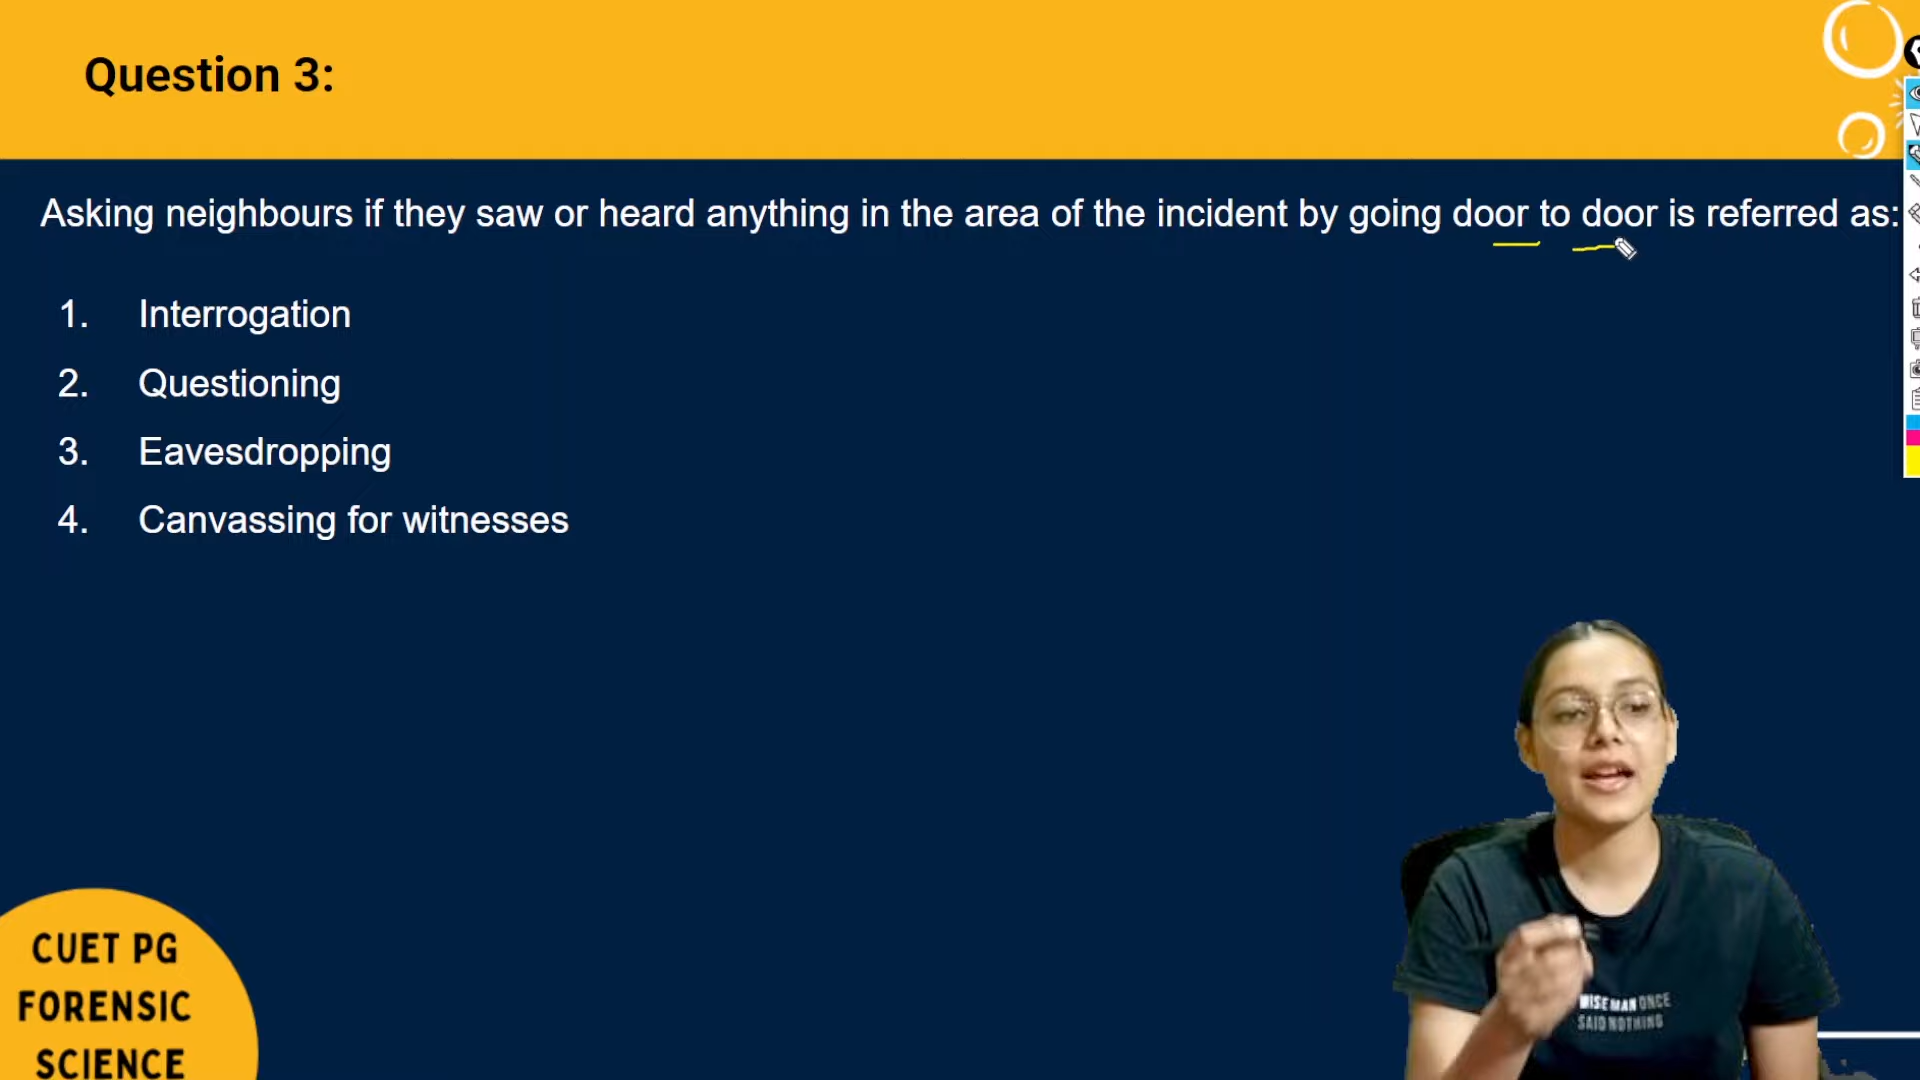 Question 3:
Asking neighbours if they saw or heard anything in the area of the incident by going door to door is referred as:
1. Interrogation
2. Questioning
3. Eavesdropping
4. Canvassing for witnesses
CUET PG
FORENSIC
SCIENCE
WISE MAN ONCE
SAID NOTHING